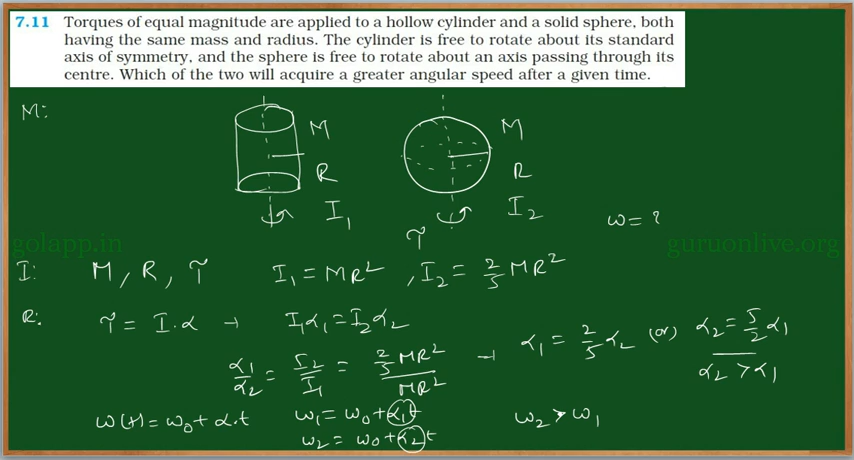 7.11 Torques of equal magnitude are applied to a hollow cylinder and a solid sphere, both
having the same mass and radius. The cylinder is free to rotate about its standard
axis of symmetry, and the sphere is free to rotate about an axis passing through its
centre. Which of the two will acquire a greater angular speed after a given time.
M:
M
R
I₁
M
R
I₂
τ
ω = ?
golapp.in
guruonlive.org
I: M, R, τ I₁ = MR² , I₂ = 2/5 MR²
R: τ = I·α → I₁α₁ = I₂α₂
α₁/α₂ = I₂/I₁ = (2/5 MR²)/(MR²) → α₁ = 2/5 α₂ (or) α₂ = 5/2 α₁
α₂ > α₁
ω(t) = ω₀ + α·t ω₁ = ω₀ + α₁t ω₂ > ω₁
ω₂ = ω₀ + α₂t